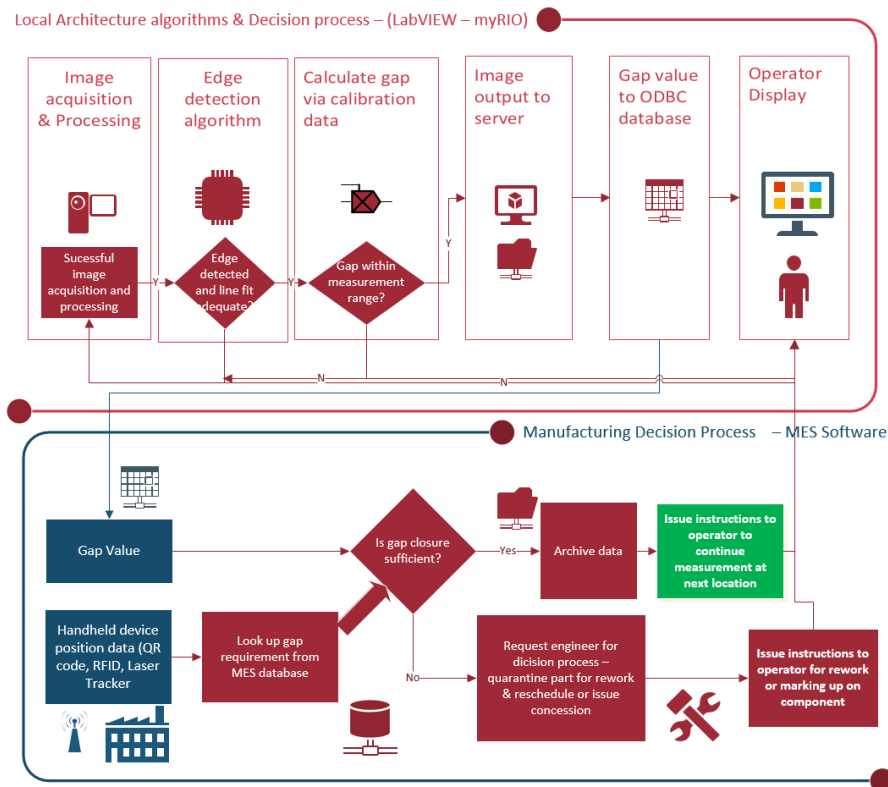 Local Architecture algorithms & Decision process – (LabVIEW – myRIO)
Image
acquisition
& Processing
Edge
detection
algorithm
Calculate gap
via calibration
data
Image
output to
server
Gap value
to ODBC
database
Operator
Display
Sucessful
image
acquisition and
processing
Y
Edge
detected
and line fit
adequate?
Y
Gap within
measurement
range?
Y
N
N
Manufacturing Decision Process – MES Software
Gap Value
Is gap closure
sufficient?
Yes
Archive data
Issue instructions to
operator to
continue
measurement at
next location
Handheld device
position data (QR
code, RFID, Laser
Tracker
Look up gap
requirement from
MES database
No
Request engineer for
dicision process –
quarantine part for rework
& reschedule or issue
concession
Issue instructions to
operator for rework
or marking up on
component